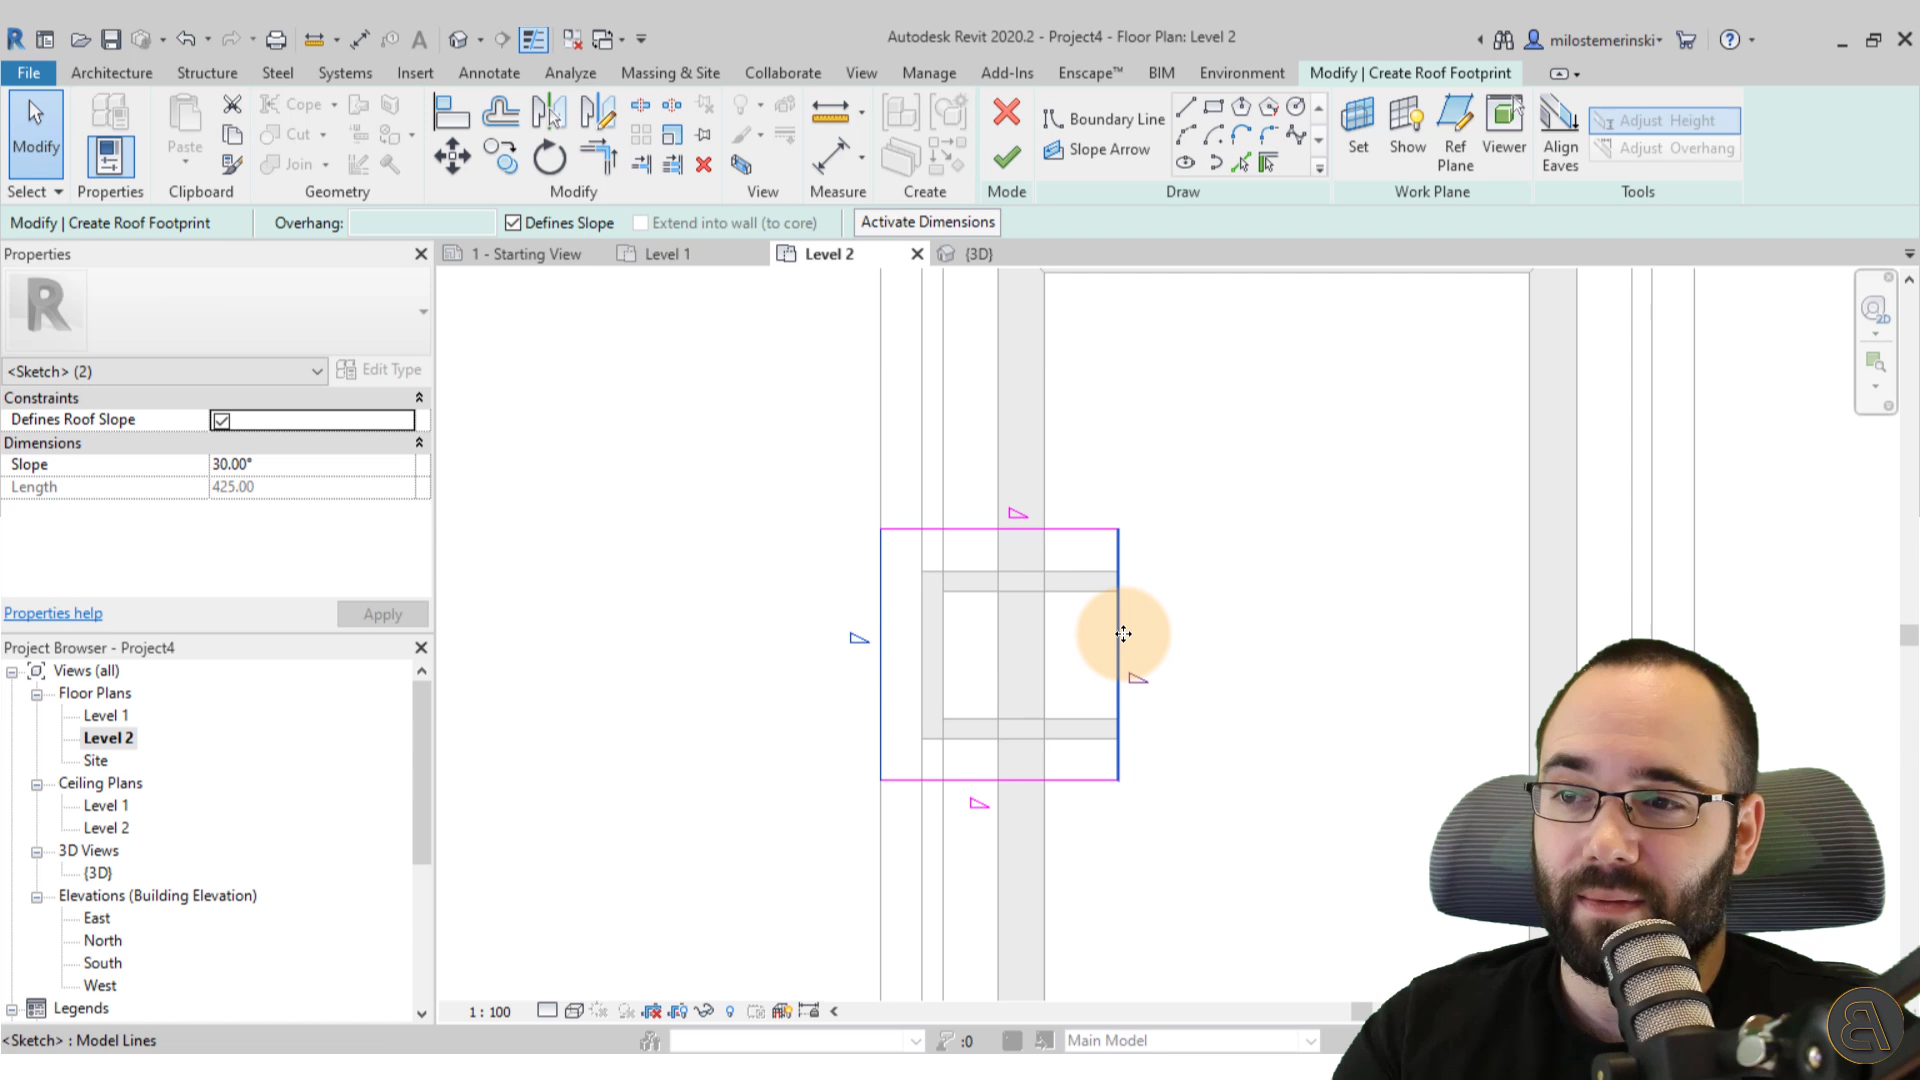 Autodesk Revit 2020.2 - Project4 - Floor Plan: Level 2
milostemerinski
File Architecture Structure Steel Systems Insert Annotate Analyze Massing & Site Collaborate View Manage Add-Ins Enscape™ BIM Environment Modify | Create Roof Footprint
Modify
Paste
Cope
Cut
Join
Boundary Line
Slope Arrow
Set
Show
Ref Plane
Viewer
Align Eaves
Adjust Height
Adjust Overhang
Select Properties Clipboard Geometry Modify View Measure Create Mode Draw Work Plane Tools
Modify | Create Roof Footprint Overhang: Defines Slope Extend into wall (to core) Activate Dimensions
Properties
1 - Starting View Level 1 Level 2 {3D}
2D
R
<Sketch> (2) Edit Type
Constraints
Defines Roof Slope
Dimensions
Slope 30.00°
Length 425.00
Properties help Apply
Project Browser - Project4
Views (all)
Floor Plans
Level 1
Level 2
Site
Ceiling Plans
Level 1
Level 2
3D Views
{3D}
Elevations (Building Elevation)
East
North
South
West
Legends
1 : 100
<Sketch> : Model Lines :0 Main Model